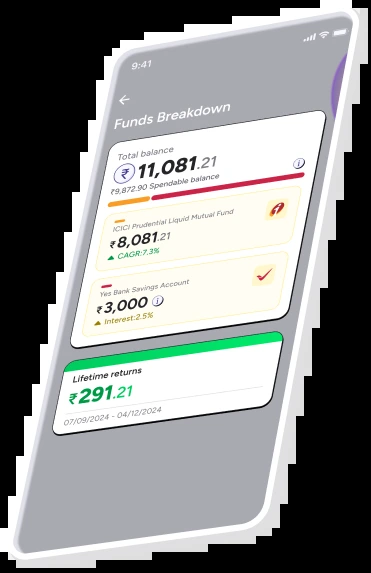 9:41
Funds Breakdown
Total balance
₹ 11,081.21
₹9,872.90 Spendable balance
ICICI Prudential Liquid Mutual Fund
₹8,081.21
CAGR:7.3%
Yes Bank Savings Account
₹3,000
Interest:2.5%
Lifetime returns
₹291.21
07/09/2024 - 04/12/2024